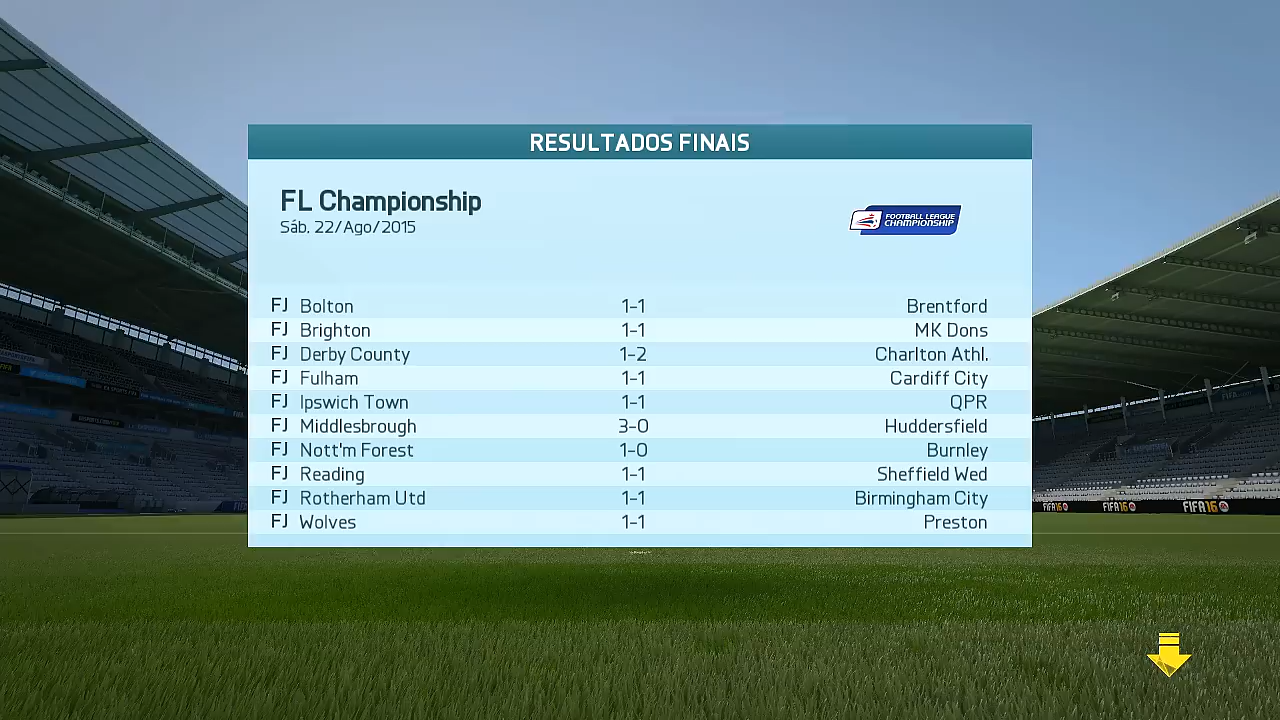 RESULTADOS FINAIS
FL Championship
Sáb, 22/Ago/2015
FOOTBALL LEAGUE
CHAMPIONSHIP
FJ Bolton 1-1 Brentford
FJ Brighton 1-1 MK Dons
FJ Derby County 1-2 Charlton Athl.
FJ Fulham 1-1 Cardiff City
FJ Ipswich Town 1-1 QPR
FJ Middlesbrough 3-0 Huddersfield
FJ Nott'm Forest 1-0 Burnley
FJ Reading 1-1 Sheffield Wed
FJ Rotherham Utd 1-1 Birmingham City
FJ Wolves 1-1 Preston
FIFA16 FIFA16 FIFA16